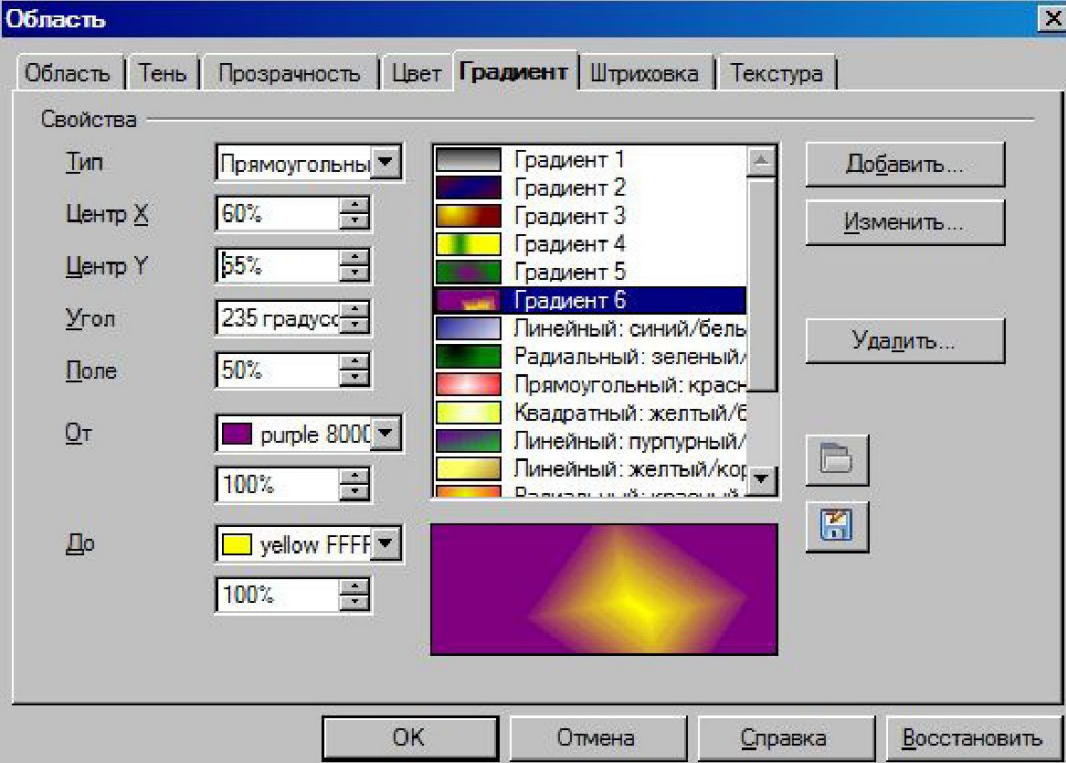 Область
Область Тень Прозрачность Цвет Градиент Штриховка Текстура
Свойства
Тип
Прямоугольны
Центр X
60%
Центр Y
55%
Угол
235 градусо
Поле
50%
От
purple 8000
100%
До
yellow FFFF
100%
Градиент 1
Градиент 2
Градиент 3
Градиент 4
Градиент 5
Градиент 6
Линейный: синий/белы
Радиальный: зеленый/
Прямоугольный: красн
Квадратный: желтый/б
Линейный: пурпурный/
Линейный: желтый/кор
Радиальный: красный
Добавить...
Изменить...
Удалить...
OK Отмена Справка Восстановить